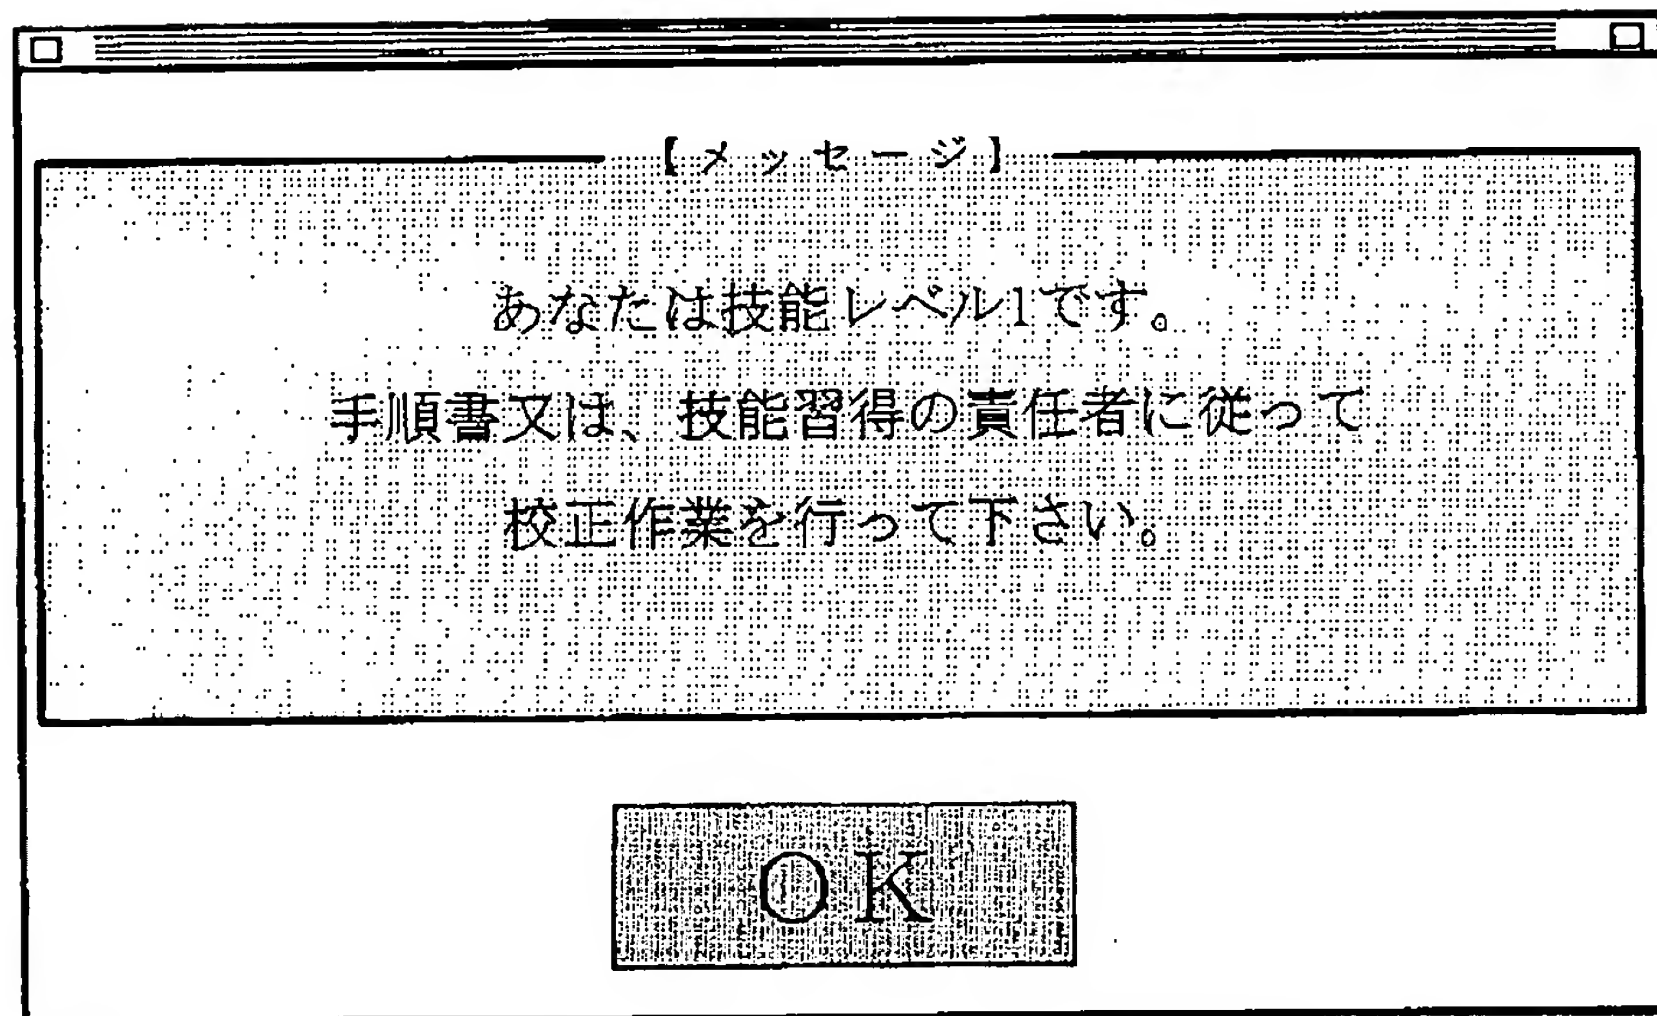 【メッセージ】
あなたは技能レベル1です。
手順書又は、技能習得の責任者に従って
校正作業を行って下さい。
OK